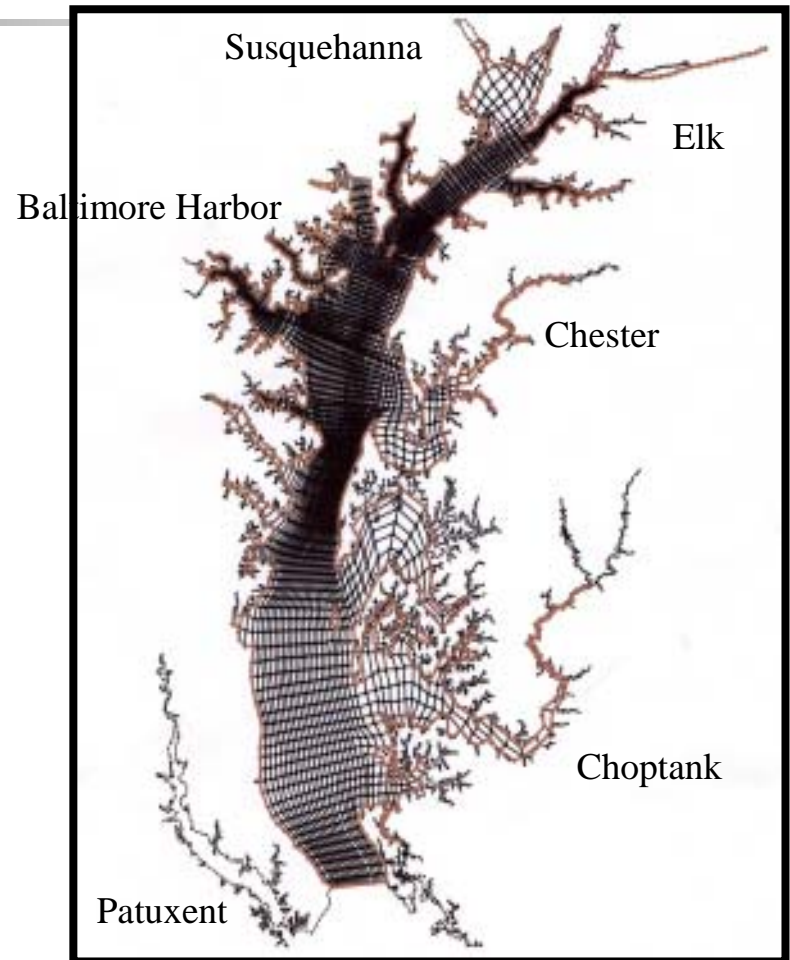 Susquehanna
Elk
Baltimore Harbor
Chester
Choptank
Patuxent